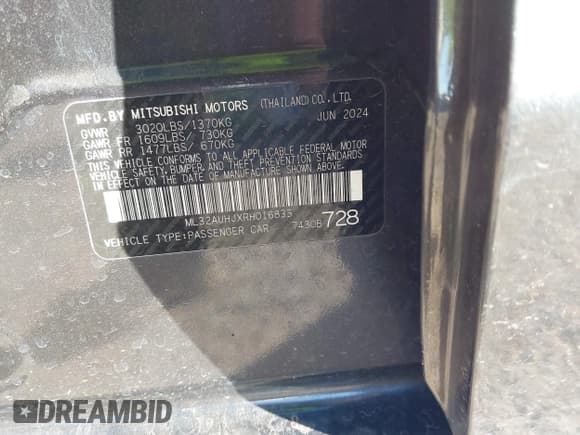 MFD.BY MITSUBISHI MOTORS (THAILAND)CO.,LTD.
GVWR 3020LBS/1370KG JUN 2024
GAWR FR 1609LBS/ 730KG
GAWR RR 1477LBS/ 670KG
THIS VEHICLE CONFORMS TO ALL APPLICABLE FEDERAL MOTOR
VEHICLE SAFETY,BUMPER,AND THEFT PREVENTION STANDARDS
IN EFFECT ON THE DATE OF MANUFACTURE SHOWN ABOVE.
ML32AUHJXRH016833
7430B 728
VEHICLE TYPE:PASSENGER CAR
DREAMBID